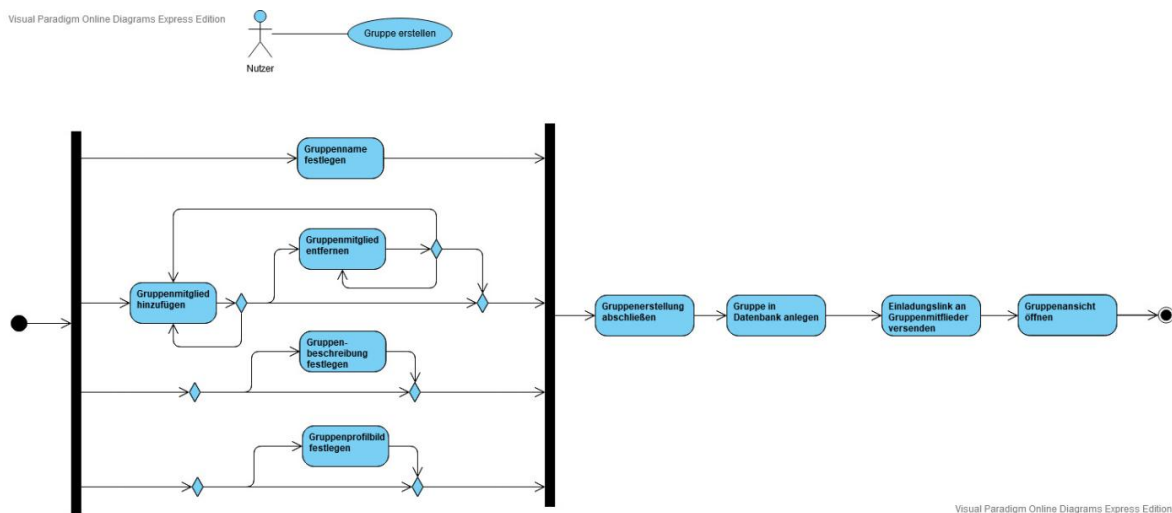 Visual Paradigm Online Diagrams Express Edition
Gruppe erstellen
Nutzer
Gruppenname
festlegen
Gruppenmitglied
entfernen
Gruppenmitglied
hinzufügen
Gruppen-
beschreibung
festlegen
Gruppenprofilbild
festlegen
Gruppenerstellung
abschließen
Gruppe in
Datenbank anlegen
Einladungslink an
Gruppenmitflieder
versenden
Gruppenansicht
öffnen
Visual Paradigm Online Diagrams Express Edition